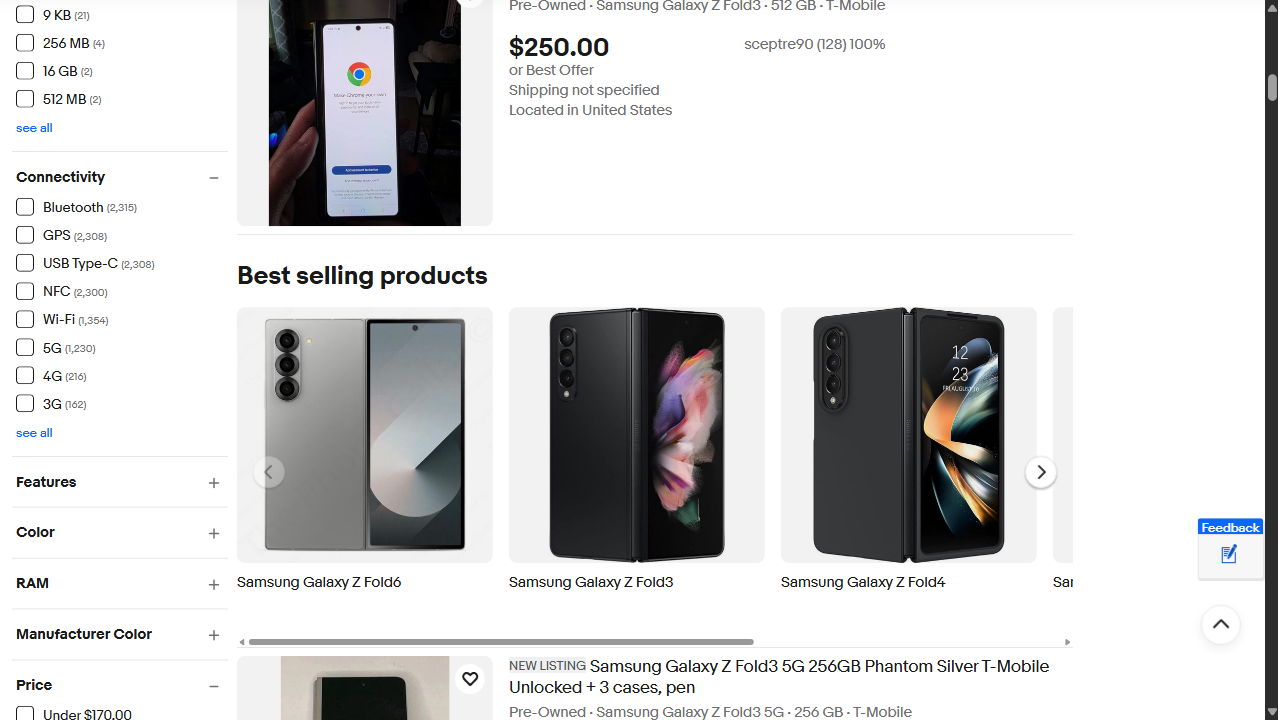 9 KB (21)
256 MB (4)
16 GB (2)
512 MB (2)
see all
Connectivity
Bluetooth (2,315)
GPS (2,308)
USB Type-C (2,308)
NFC (2,300)
Wi-Fi (1,354)
5G (1,230)
4G (216)
3G (162)
see all
Features
Color
RAM
Manufacturer Color
Price
Under $170.00
Pre-Owned · Samsung Galaxy Z Fold3 · 512 GB · T-Mobile
$250.00
sceptre90 (128) 100%
or Best Offer
Shipping not specified
Located in United States
Best selling products
12
23
FRI, AUGUST 10
Samsung Galaxy Z Fold6
Samsung Galaxy Z Fold3
Samsung Galaxy Z Fold4
Sar
NEW LISTING Samsung Galaxy Z Fold3 5G 256GB Phantom Silver T-Mobile
Unlocked + 3 cases, pen
Pre-Owned · Samsung Galaxy Z Fold3 5G · 256 GB · T-Mobile
Feedback